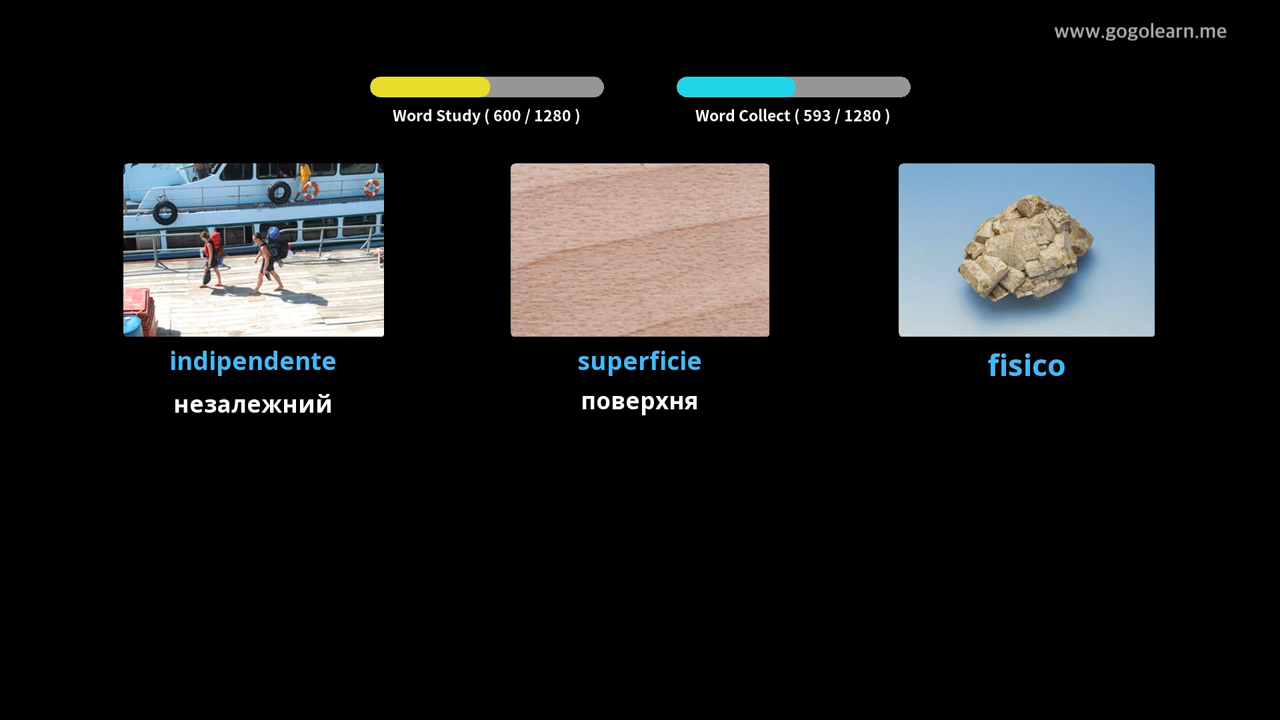 www.gogolearn.me
Word Study ( 600 / 1280 )
Word Collect ( 593 / 1280 )
indipendente
незалежний
superficie
поверхня
fisico